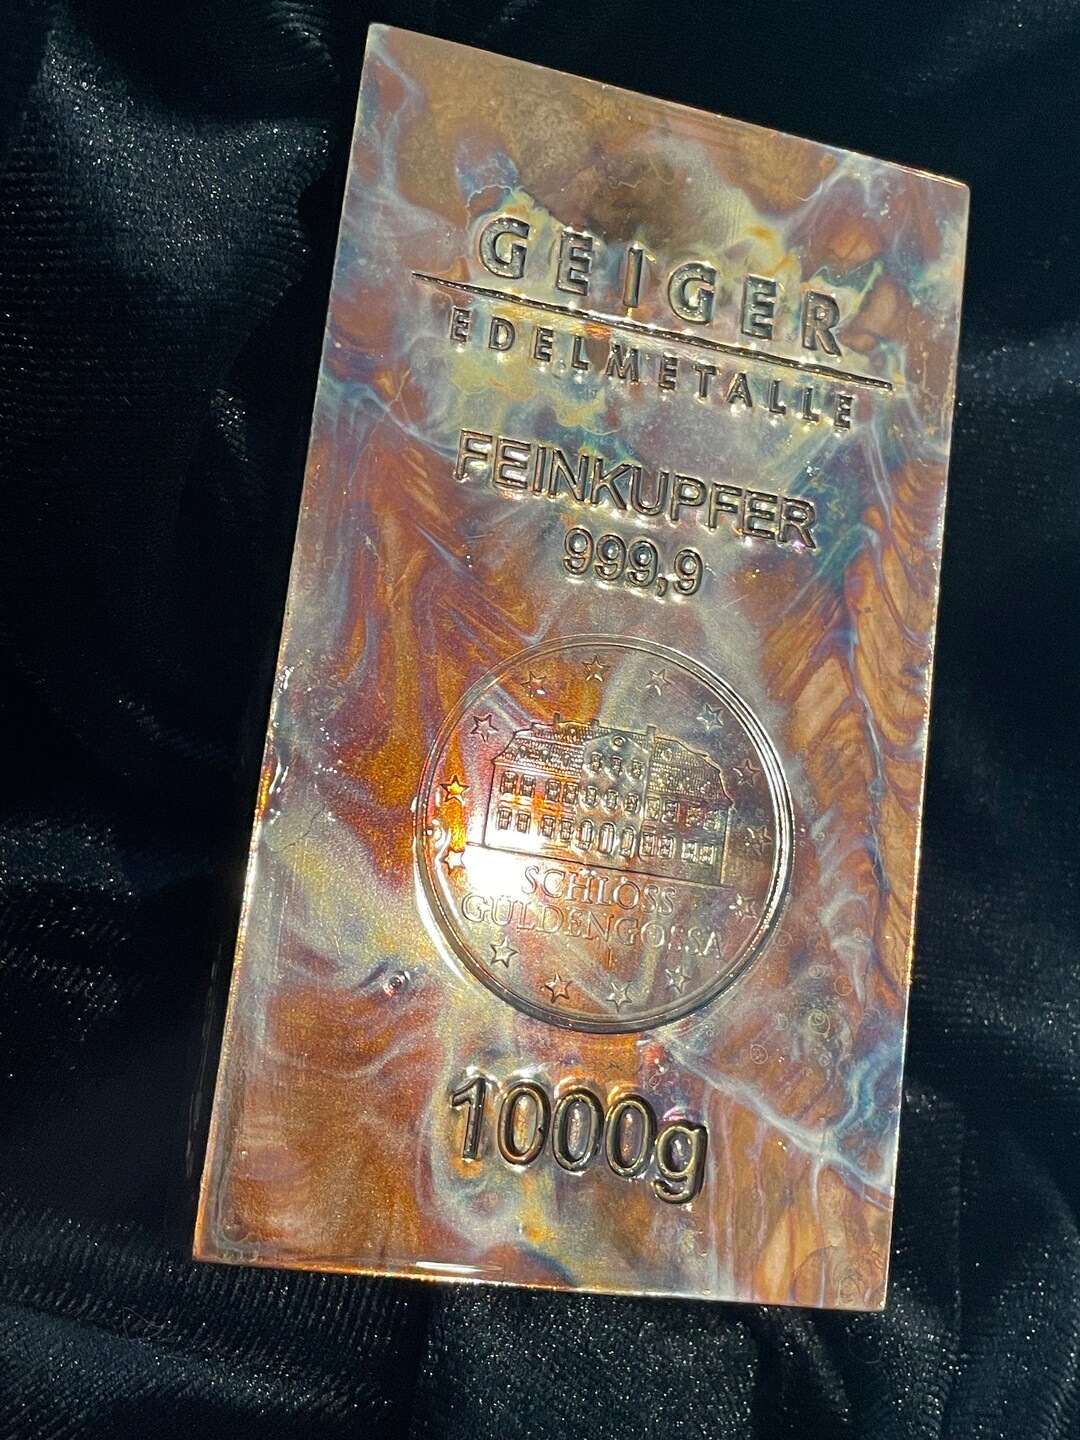 GEIGER
EDELMETALLE
FEINKUPFER
999,9
SCHLOSS
GÜLDENGOSSA
1000g